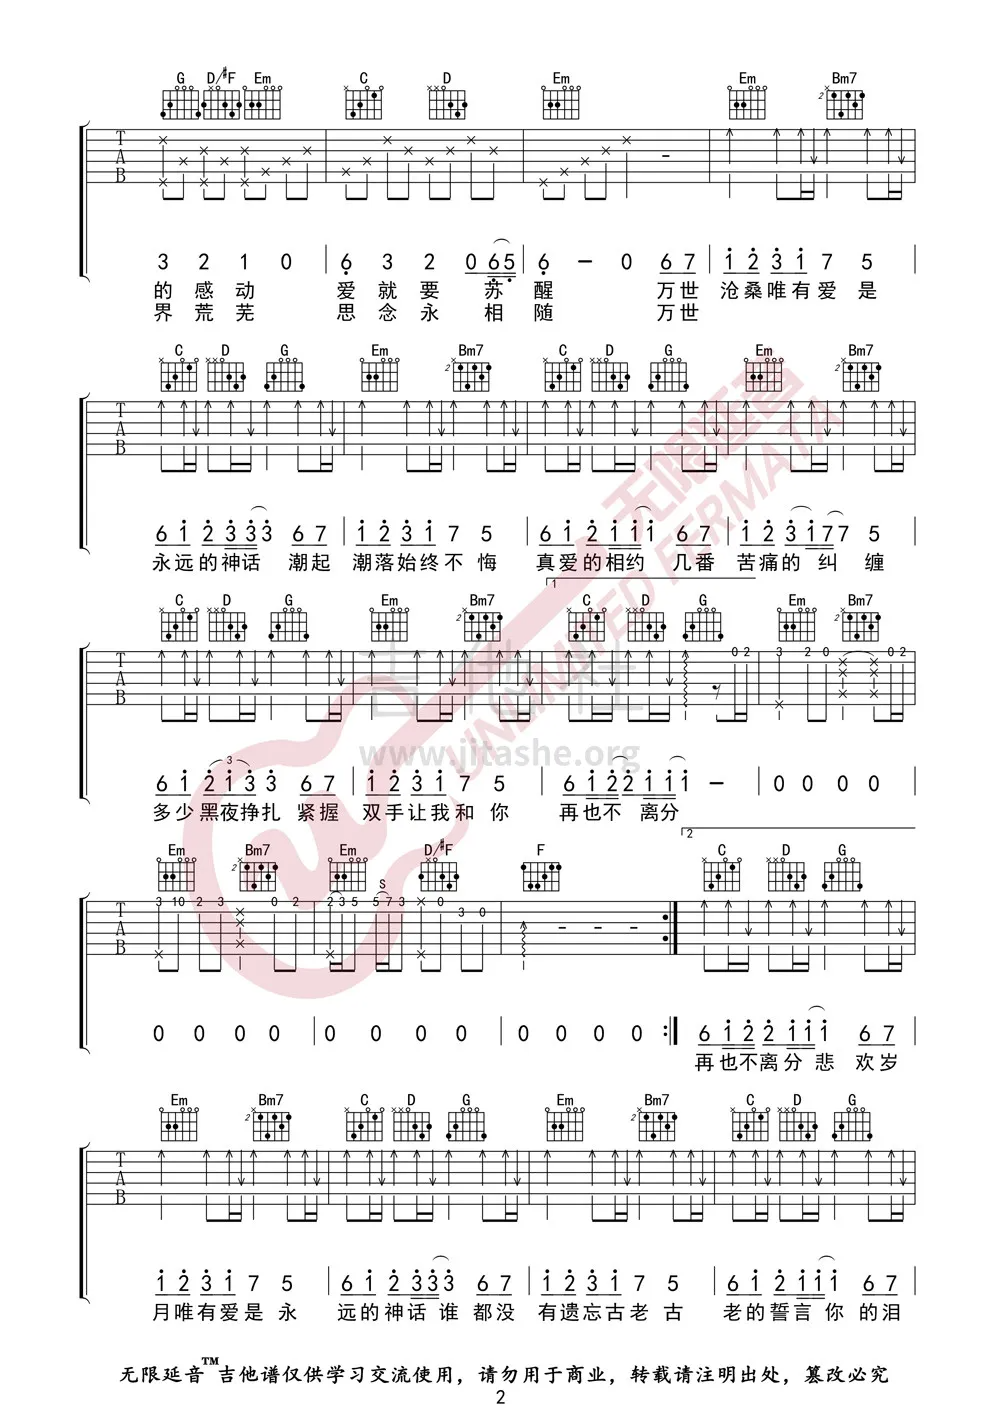 G D/#F Em C D Em Em Bm7
3 2 1 0 6 3 2 0 6 5 6 - 0 6 7 1 2 3 1 7 5
的感动 爱就要 苏醒 万世沧桑唯有爱是
界荒芜 思念永 相随 万世
C D G Em Bm7 C D G Em Bm7
6 1 2 3 3 3 6 7 1 2 3 1 7 5 6 1 2 1 1 1 6 7 1 2 3 1 7 7 5
永远的神话 潮起 潮落始终不悔 真爱的相约 几番 苦痛的纠 缠
1
C D G Em Bm7 C D G Em Bm7
0 2 3 2 0 0 2
6 1 2 1 3 3 6 7 1 2 3 1 7 5 6 1 2 2 1 1 1 - 0 0 0 0
多少黑夜挣扎 紧握 双手让我和你 再也不 离分
2
Em Bm7 Em D/#F F C D G
S
3 1 0 2 3 0 2 2 3 5 5 7 3 0 3 0
0 0 0 0 0 0 0 0 0 0 0 0 6 1 2 2 1 1 1 6 7
再也不离分悲 欢岁
Em Bm7 C D G Em Bm7 C D G
1 2 3 1 7 5 6 1 2 3 3 3 6 7 1 2 3 1 7 5 6 1 2 1 1 1 6 7
月唯有爱是永 远的神话谁 都没 有遗忘古老古 老的誓言你 的泪
吉他社
www.jitashe.org
无限延音
UNLIMITED FERMATA
无限延音™吉他谱仅供学习交流使用，请勿用于商业，转载请注明出处，篡改必究
2